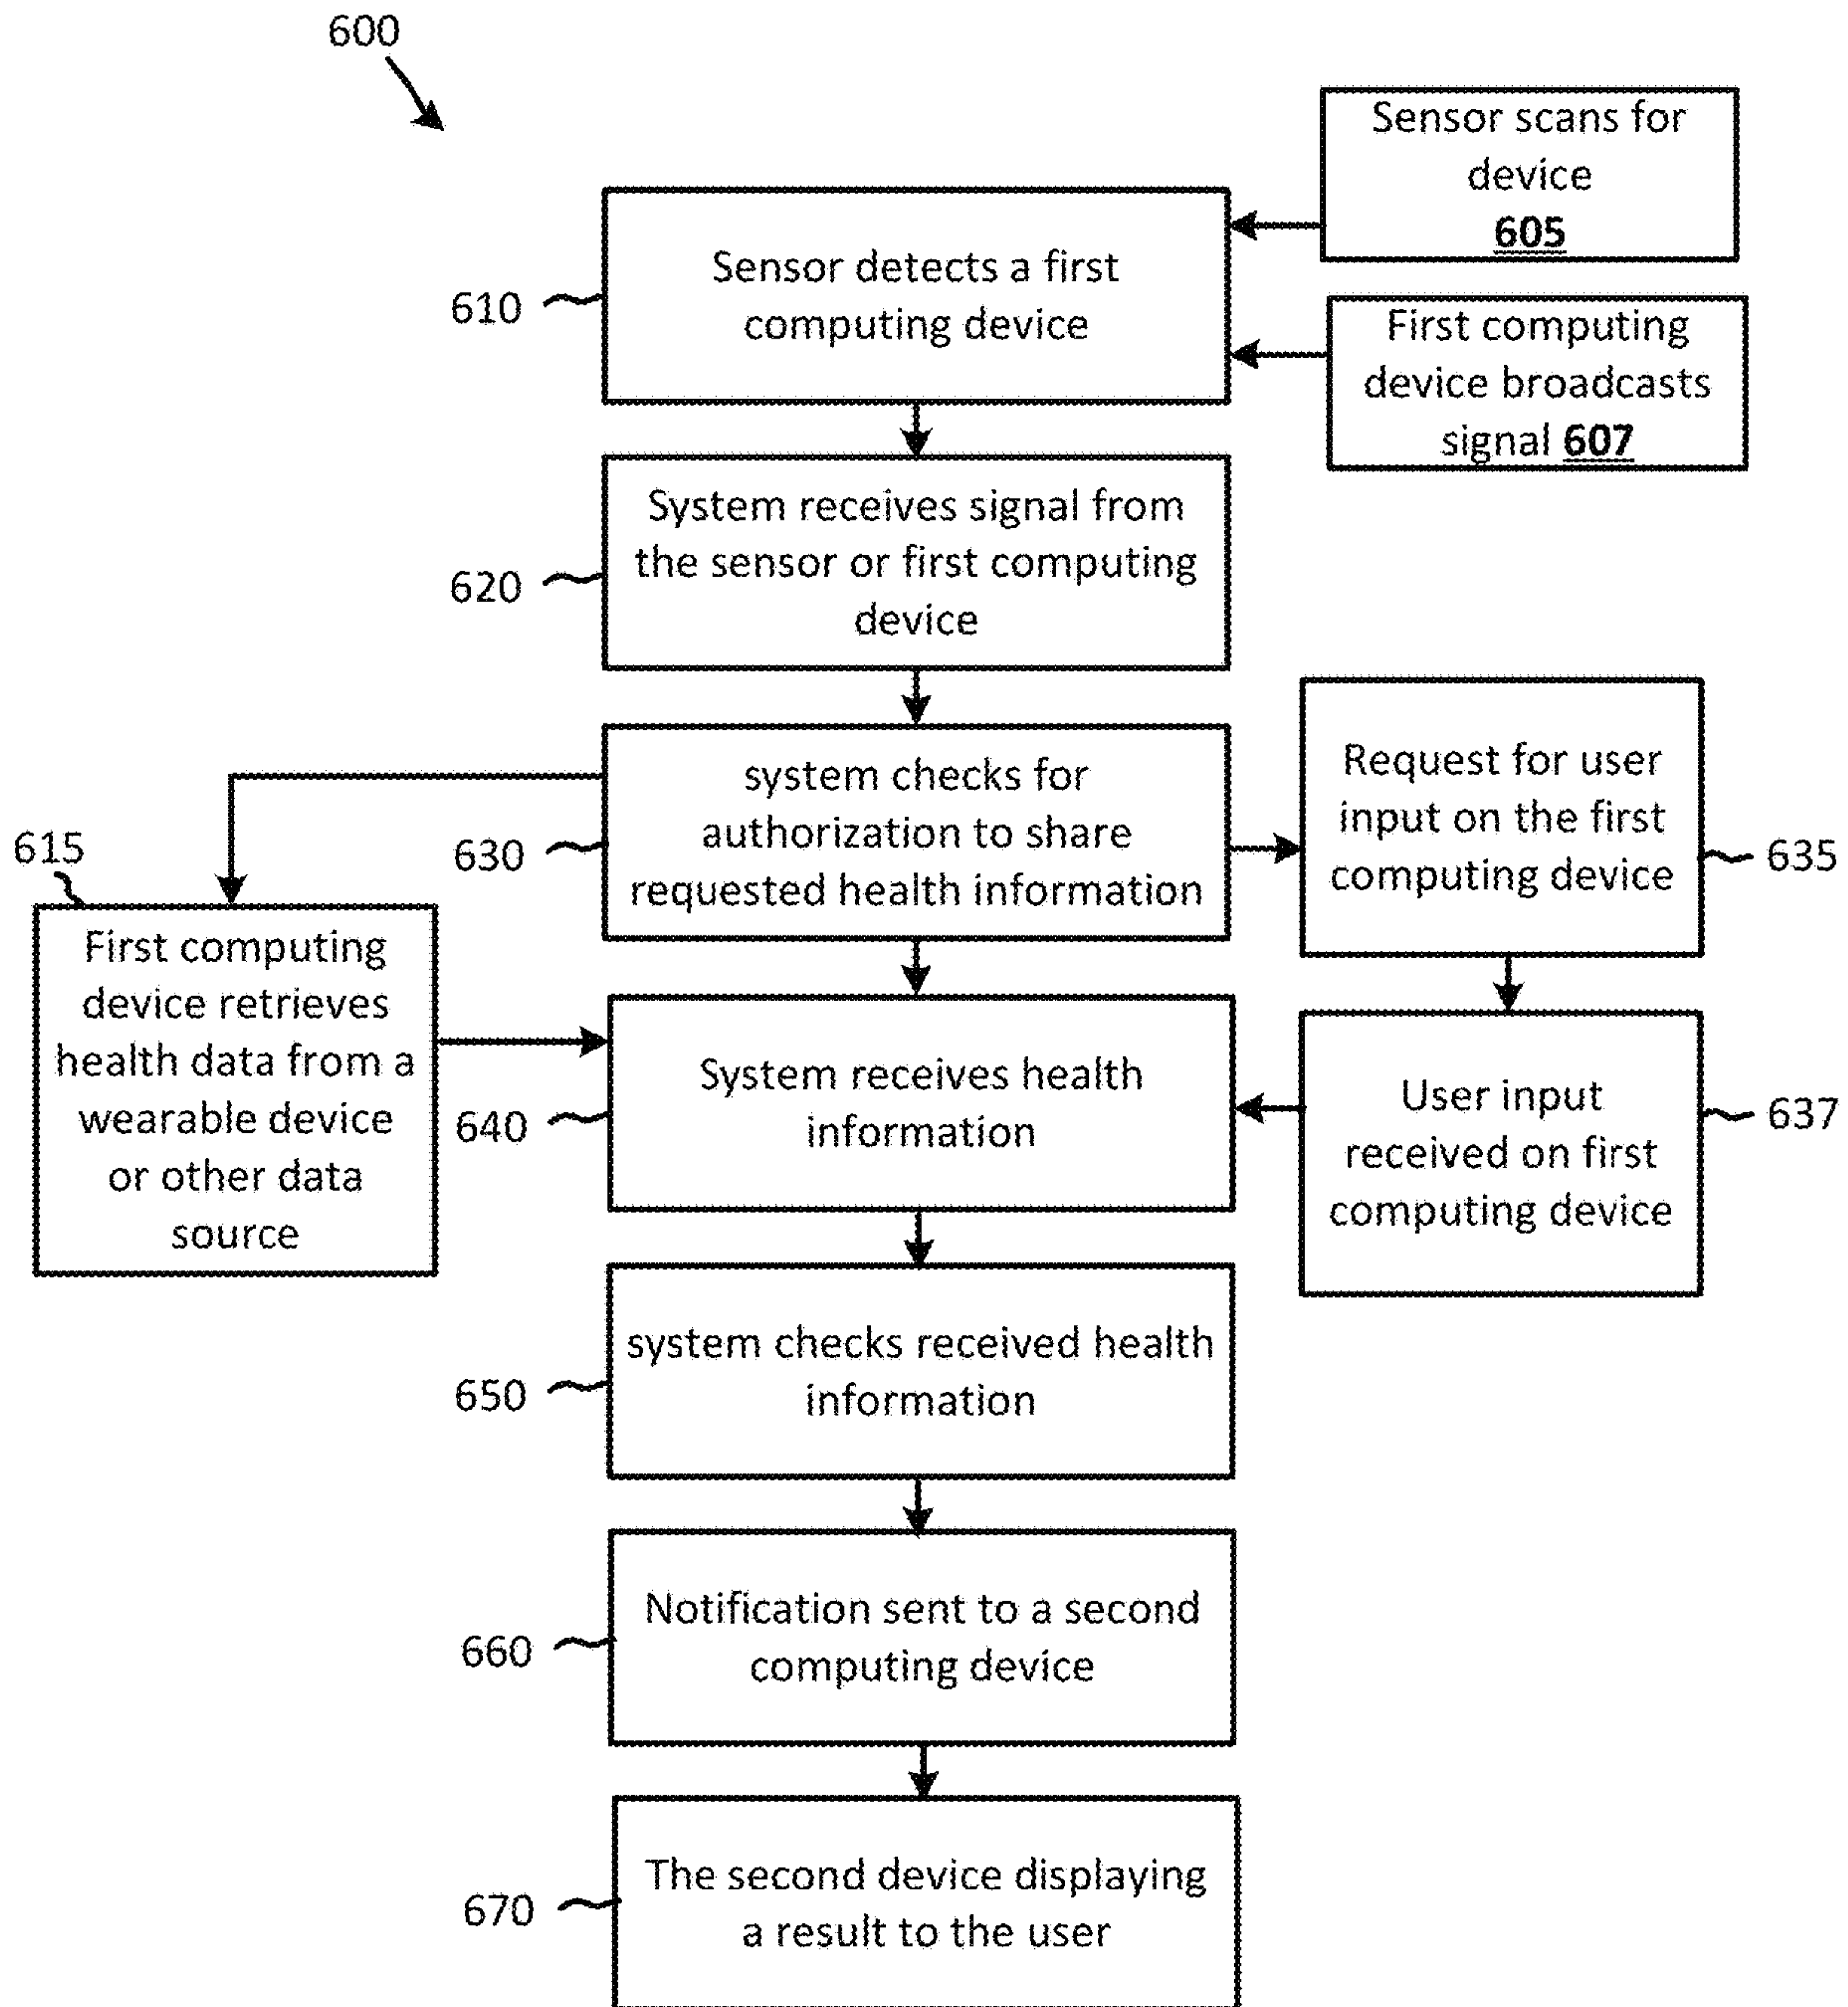 600
Sensor scans for
device
605
Sensor detects a first
computing device
610
First computing
device broadcasts
signal 607
System receives signal from
the sensor or first computing
device
620
system checks for
authorization to share
requested health information
630
Request for user
input on the first
computing device
635
615
First computing
device retrieves
health data from a
wearable device
or other data
source
System receives health
information
640
User input
received on first
computing device
637
system checks received health
information
650
Notification sent to a second
computing device
660
The second device displaying
a result to the user
670